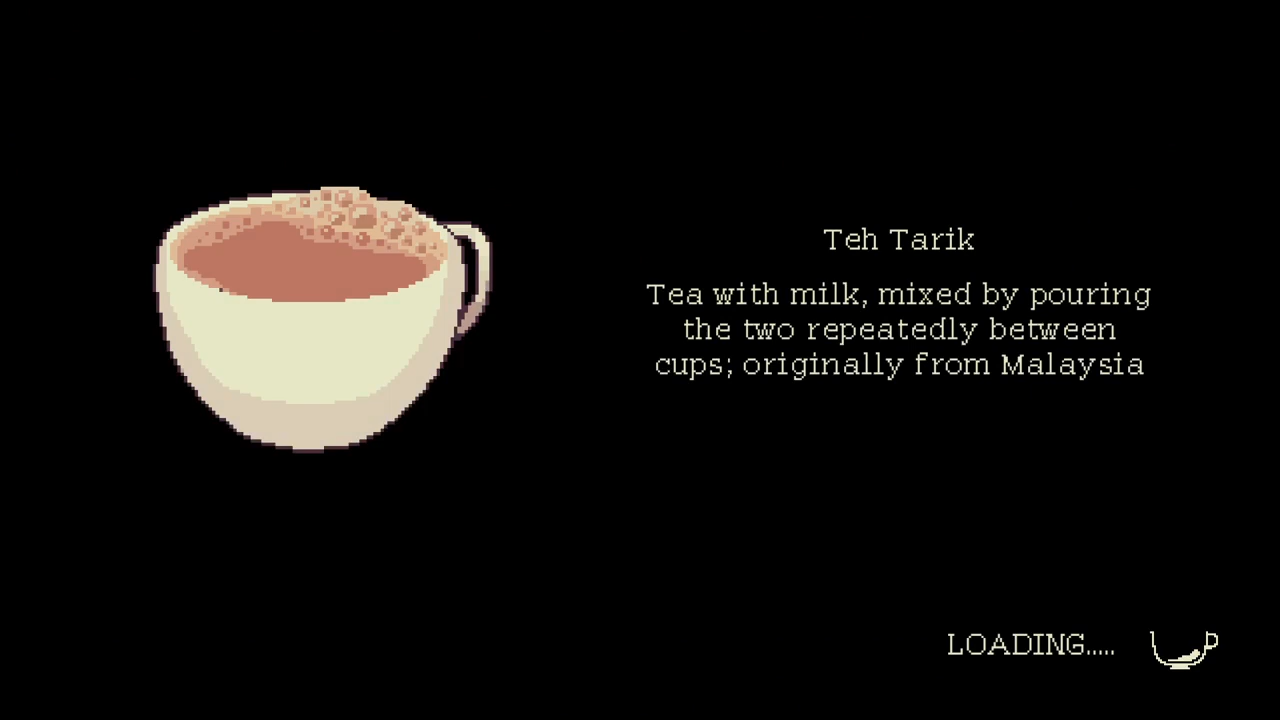 Teh Tarik
Tea with milk, mixed by pouring
the two repeatedly between
cups; originally from Malaysia
LOADING.....